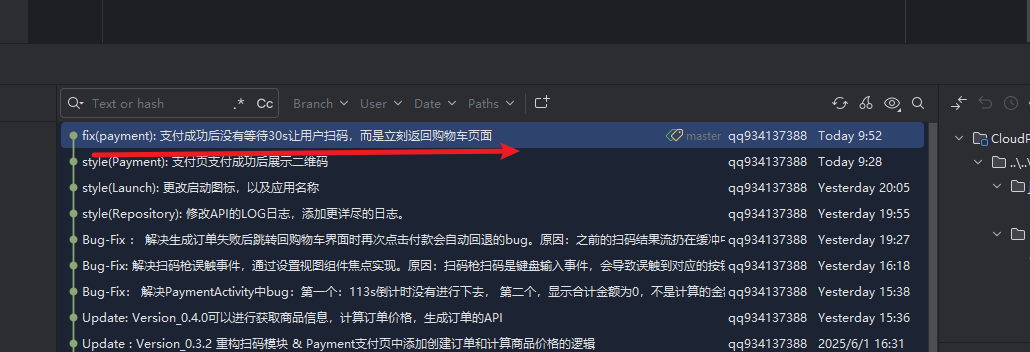 Text or hash .* Cc Branch User Date Paths
fix(payment): 支付成功后没有等待30s让用户扫码，而是立刻返回购物车页面 master qq934137388 Today 9:52
CloudP
style(Payment): 支付页支付成功后展示二维码 qq934137388 Today 9:28
..\..\
style(Launch): 更改启动图标，以及应用名称 qq934137388 Yesterday 20:05
style(Repository): 修改API的LOG日志，添加更详尽的日志。 qq934137388 Yesterday 19:55
Bug-Fix： 解决生成订单失败后跳转回购物车界面时再次点击付款会自动回退的bug。原因：之前的扫码结果流扔在缓冲 qq934137388 Yesterday 19:27
Bug-Fix: 解决扫码枪误触事件，通过设置视图组件焦点实现。原因：扫码枪扫码是键盘输入事件，会导致误触到对应的按 qq934137388 Yesterday 16:18
Bug-Fix： 解决PaymentActivity中bug：第一个：113s倒计时没有进行下去， 第二个，显示合计金额为0，不是计算的金 qq934137388 Yesterday 15:38
Update: Version_0.4.0可以进行获取商品信息，计算订单价格，生成订单的API qq934137388 Yesterday 15:36
Update : Version_0.3.2 重构扫码模块 & Payment支付页中添加创建订单和计算商品价格的逻辑 qq934137388 2025/6/1 16:31